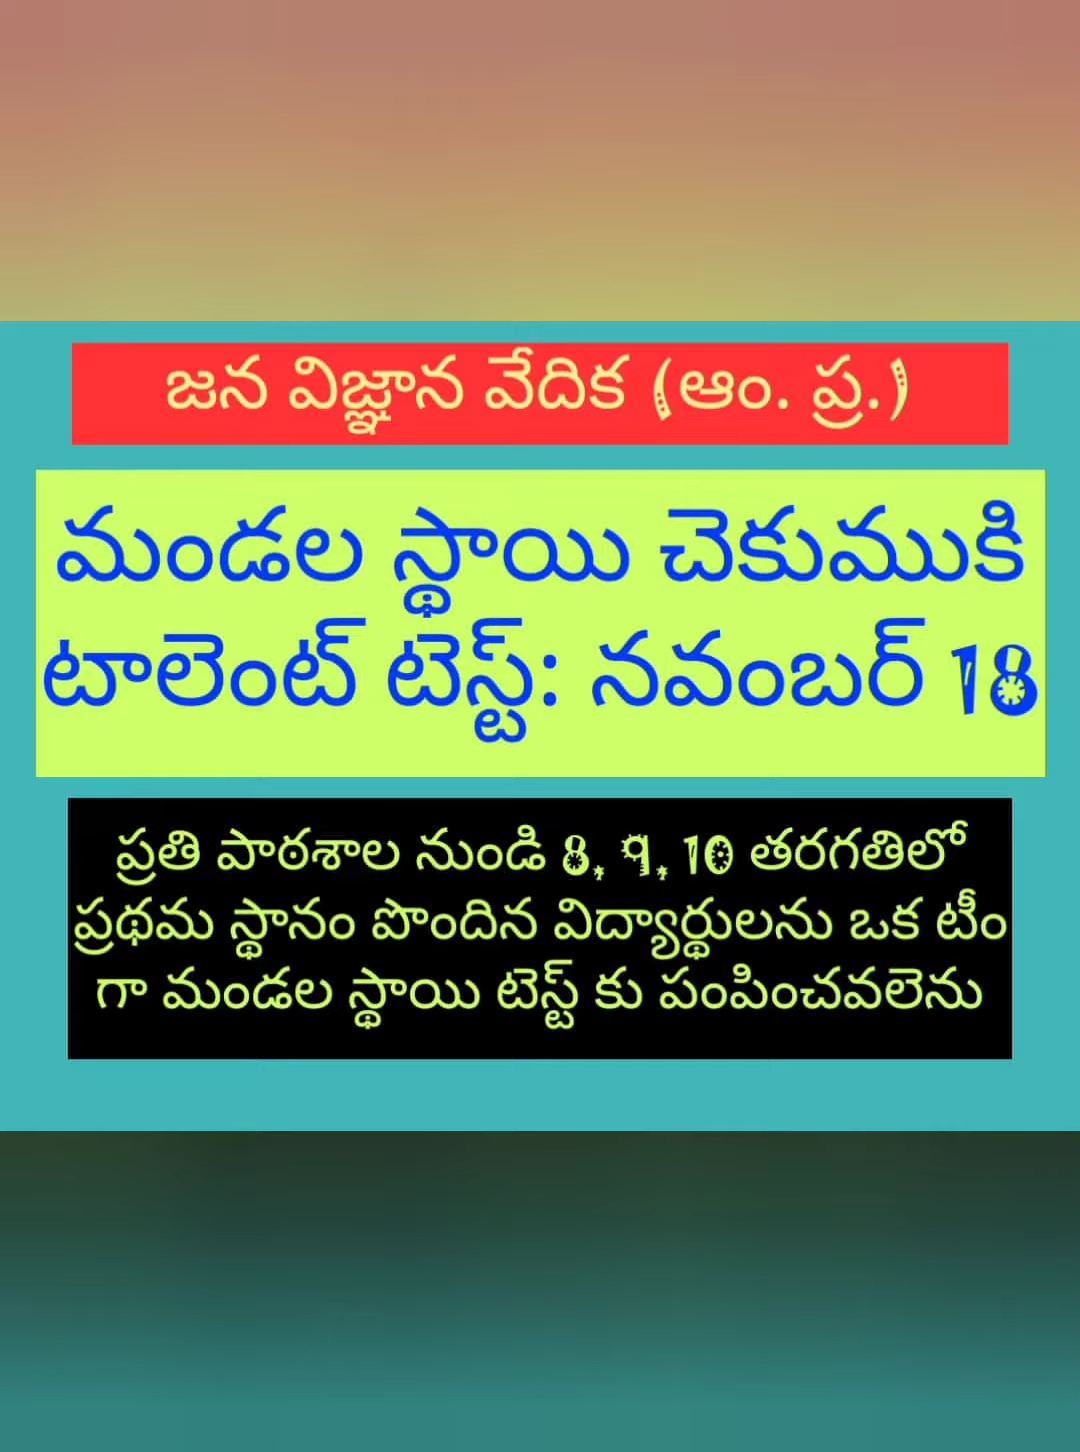 జన విజ్ఞాన వేదిక (ఆం. ప్ర.)
మండల స్థాయి చెకుముకి
టాలెంట్ టెస్ట్: నవంబర్ 18
ప్రతి పాఠశాల నుండి 8, 9, 10 తరగతిలో
ప్రథమ స్థానం పొందిన విద్యార్థులను ఒక టీం
గా మండల స్థాయి టెస్ట్ కు పంపించవలెను